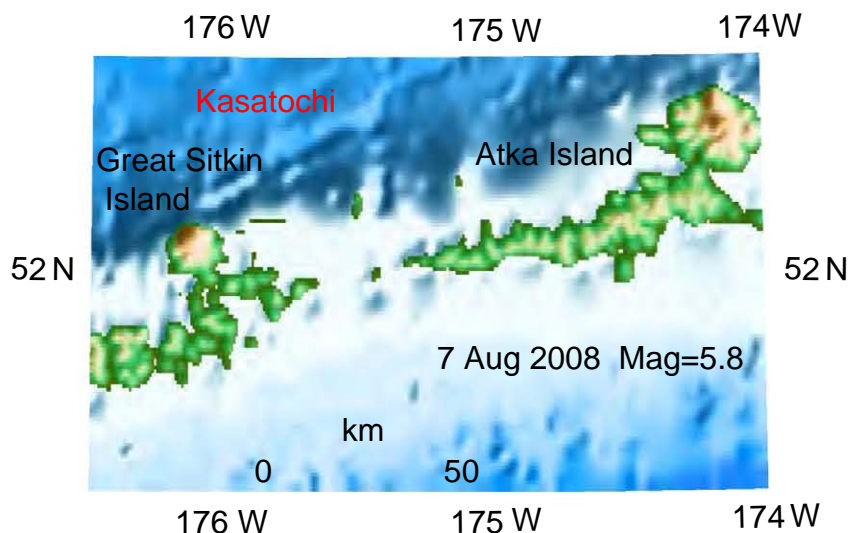 176 W 175 W 174W
Kasatochi
Great Sitkin
Island
Atka Island
52 N 52 N
7 Aug 2008 Mag=5.8
km
0 50
176 W 175 W 174 W